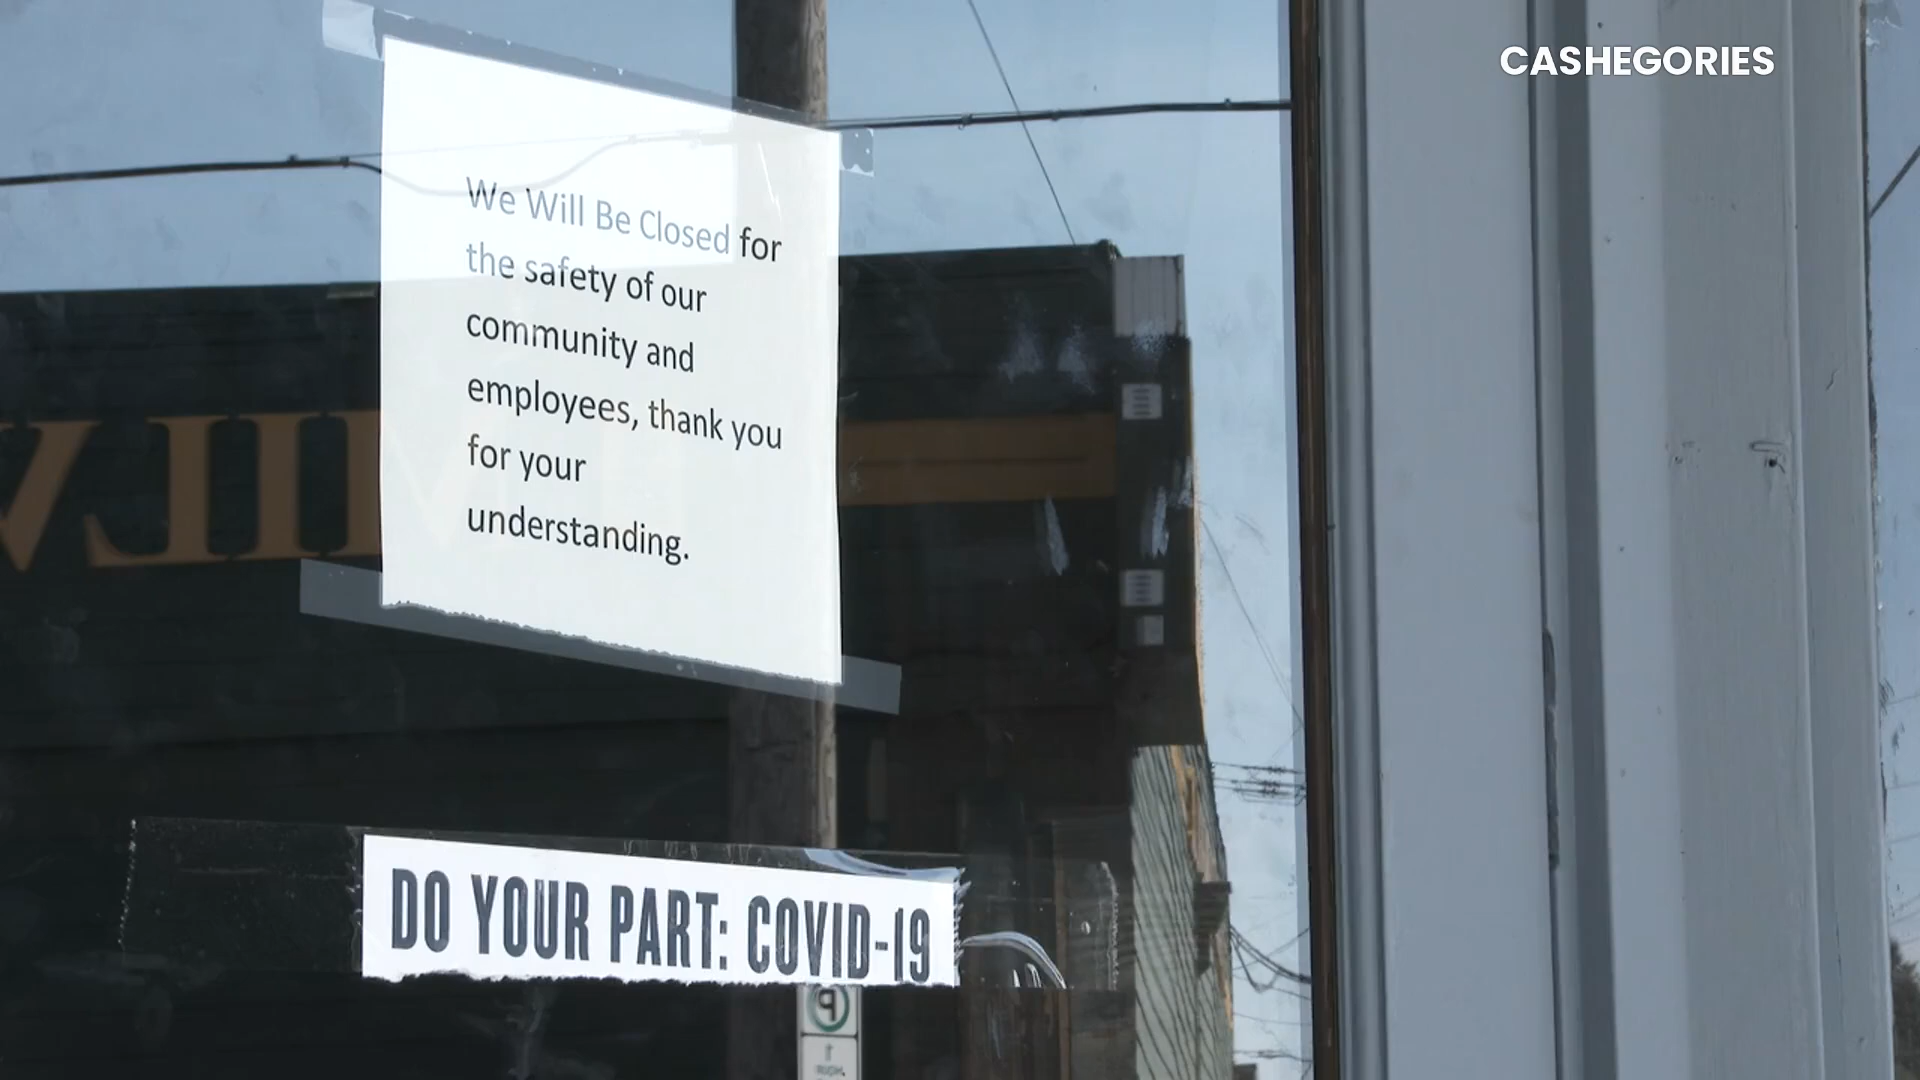 CASHEGORIES
We Will Be Closed for
the safety of our
community and
employees, thank you
for your
understanding.
DO YOUR PART: COVID-19
P